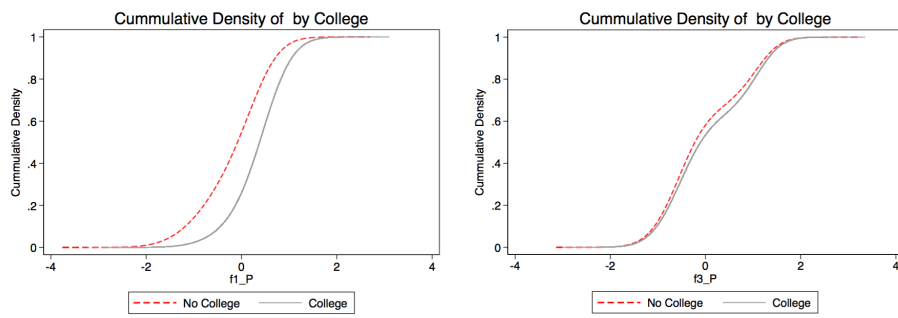 Cummulative Density of by College
Cummulative Density
1
.8
.6
.4
.2
0
-4
-2
0
2
4
f1_P
No College
College
Cummulative Density of by College
Cummulative Density
1
.8
.6
.4
.2
0
-4
-2
0
2
4
f3_P
No College
College